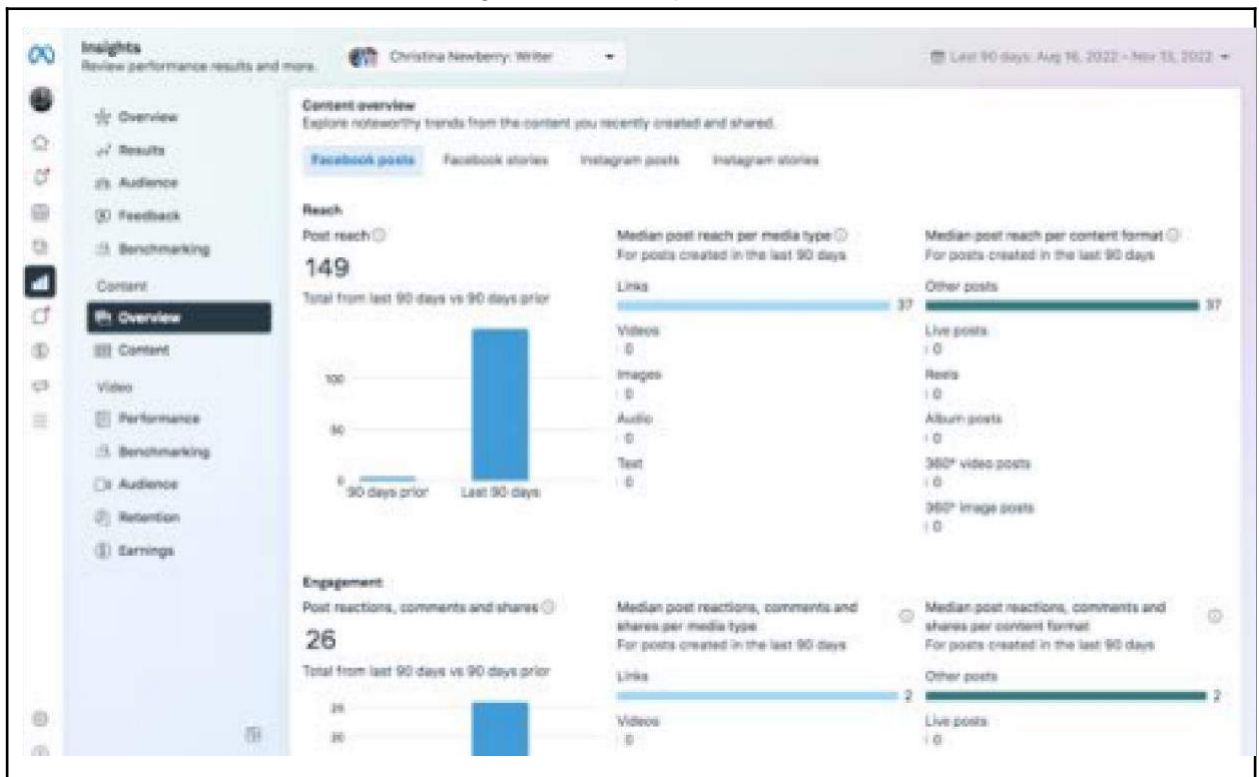 Insights
Review performance results and more.
Christina Newberry: Writer
Last 90 days: Aug 16, 2022 – Nov 13, 2022
Overview
Results
Audience
Feedback
Benchmarking
Content
Overview
Content
Video
Performance
Benchmarking
Audience
Retention
Earnings
Content overview
Explore noteworthy trends from the content you recently created and shared.
Facebook posts Facebook stories Instagram posts Instagram stories
Reach
Post reach
149
Total from last 90 days vs 90 days prior
100
50
0
90 days prior Last 90 days
Median post reach per media type
For posts created in the last 90 days
Links
37
Videos
0
Images
0
Audio
0
Text
0
Median post reach per content format
For posts created in the last 90 days
Other posts
37
Live posts
0
Reels
0
Album posts
0
360° video posts
0
360° image posts
0
Engagement
Post reactions, comments and shares
26
Total from last 90 days vs 90 days prior
25
20
Median post reactions, comments and
shares per media type
For posts created in the last 90 days
Links
2
Videos
0
Median post reactions, comments and
shares per content format
For posts created in the last 90 days
Other posts
2
Live posts
0